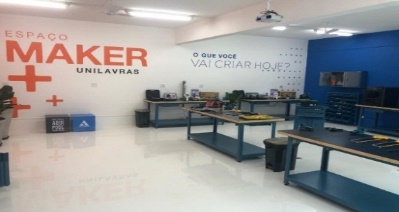 ESPAÇO
MAKER
UNILAVRAS
O QUE VOCÊ
VAI CRIAR HOJE?